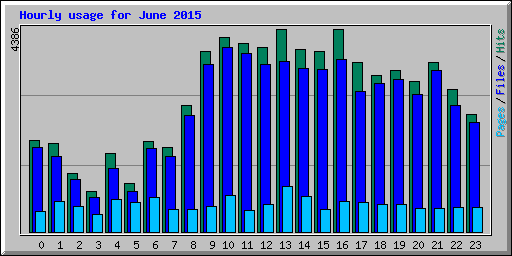 Hourly usage for June 2015
4386
Pages / Files / Hits
0 1 2 3 4 5 6 7 8 9 10 11 12 13 14 15 16 17 18 19 20 21 22 23